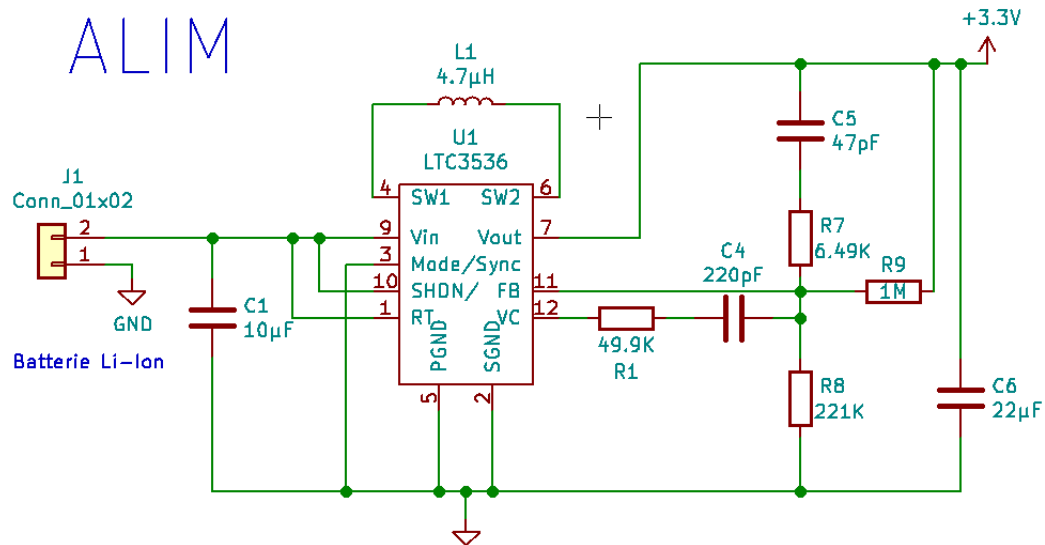 ALIM
+3.3V
L1
4.7µH
U1
LTC3536
C5
47pF
J1
Conn_01x02
4
SW1
SW2
6
2
9
Vin
Vout
7
R7
6.49K
1
3
Mode/Sync
C4
220pF
R9
1M
10
SHDN/
FB
11
GND
C1
10µF
1
RT
VC
12
49.9K
R1
PGND
SGND
Batterie Li-Ion
R8
221K
C6
22µF
5
2